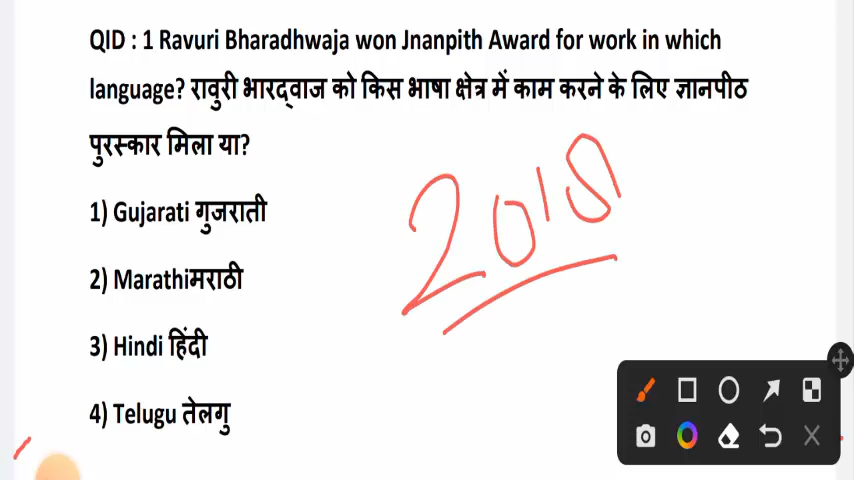 QID : 1 Ravuri Bharadhwaja won Jnanpith Award for work in which
language? रावुरी भारद्वाज को किस भाषा क्षेत्र में काम करने के लिए ज्ञानपीठ
पुरस्कार मिला या?
2018
1) Gujarati गुजराती
2) Marathiमराठी
3) Hindi हिंदी
4) Telugu तेलगु